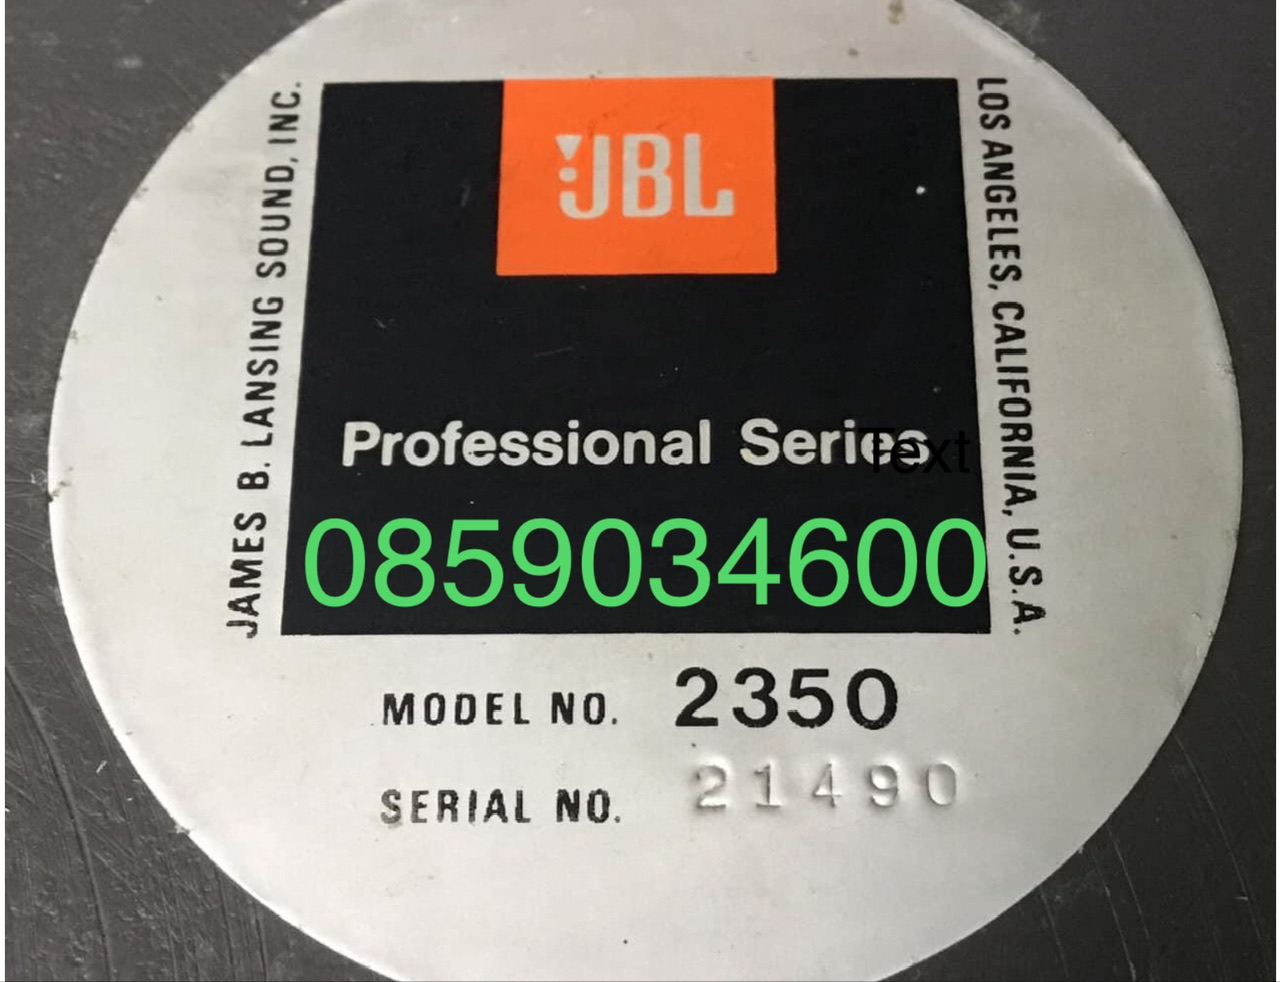 JBL
JAMES B. LANSING SOUND, INC.
LOS ANGELES, CALIFORNIA, U.S.A.
Professional Series
Text
0859034600
MODEL NO. 2350
SERIAL NO. 21490